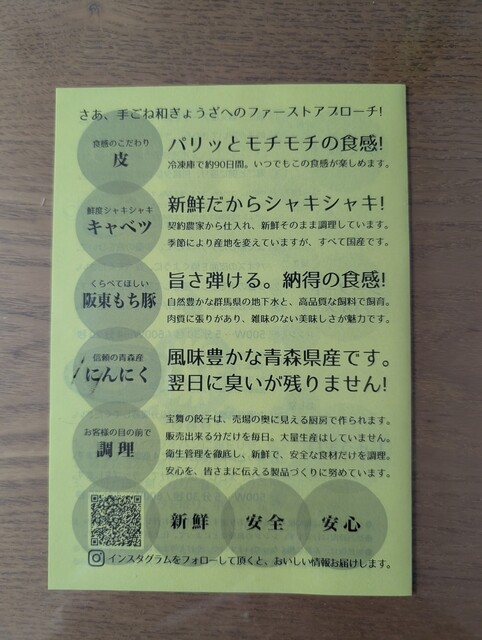 さあ、手ごね和ぎょうざへのファーストアプローチ!
食感のこだわり
皮
パリッとモチモチの食感!
冷凍庫で約90日間。いつでもこの食感が楽しめます。
鮮度シャキシャキ
キャベツ
新鮮だからシャキシャキ!
契約農家から仕入れ、新鮮そのまま調理しています。
季節により産地を変えていますが、すべて国産です。
くらべてほしい
阪東もち豚
旨さ弾ける。納得の食感!
自然豊かな群馬県の地下水と、高品質な飼料で飼育。
肉質に張りがあり、雑味のない美味しさが魅力です。
信頼の青森産
にんにく
風味豊かな青森県産です。
翌日に臭いが残りません!
お客様の目の前で
調理
宝舞の餃子は、売場の奥に見える厨房で作られます。
販売出来る分だけを毎日。大量生産はしていません。
衛生管理を徹底し、新鮮で、安全な食材だけを調理。
安心を、皆さまに伝える製品づくりに努めています。
新鮮 安全 安心
インスタグラムをフォローして頂くと、おいしい情報お届けします。